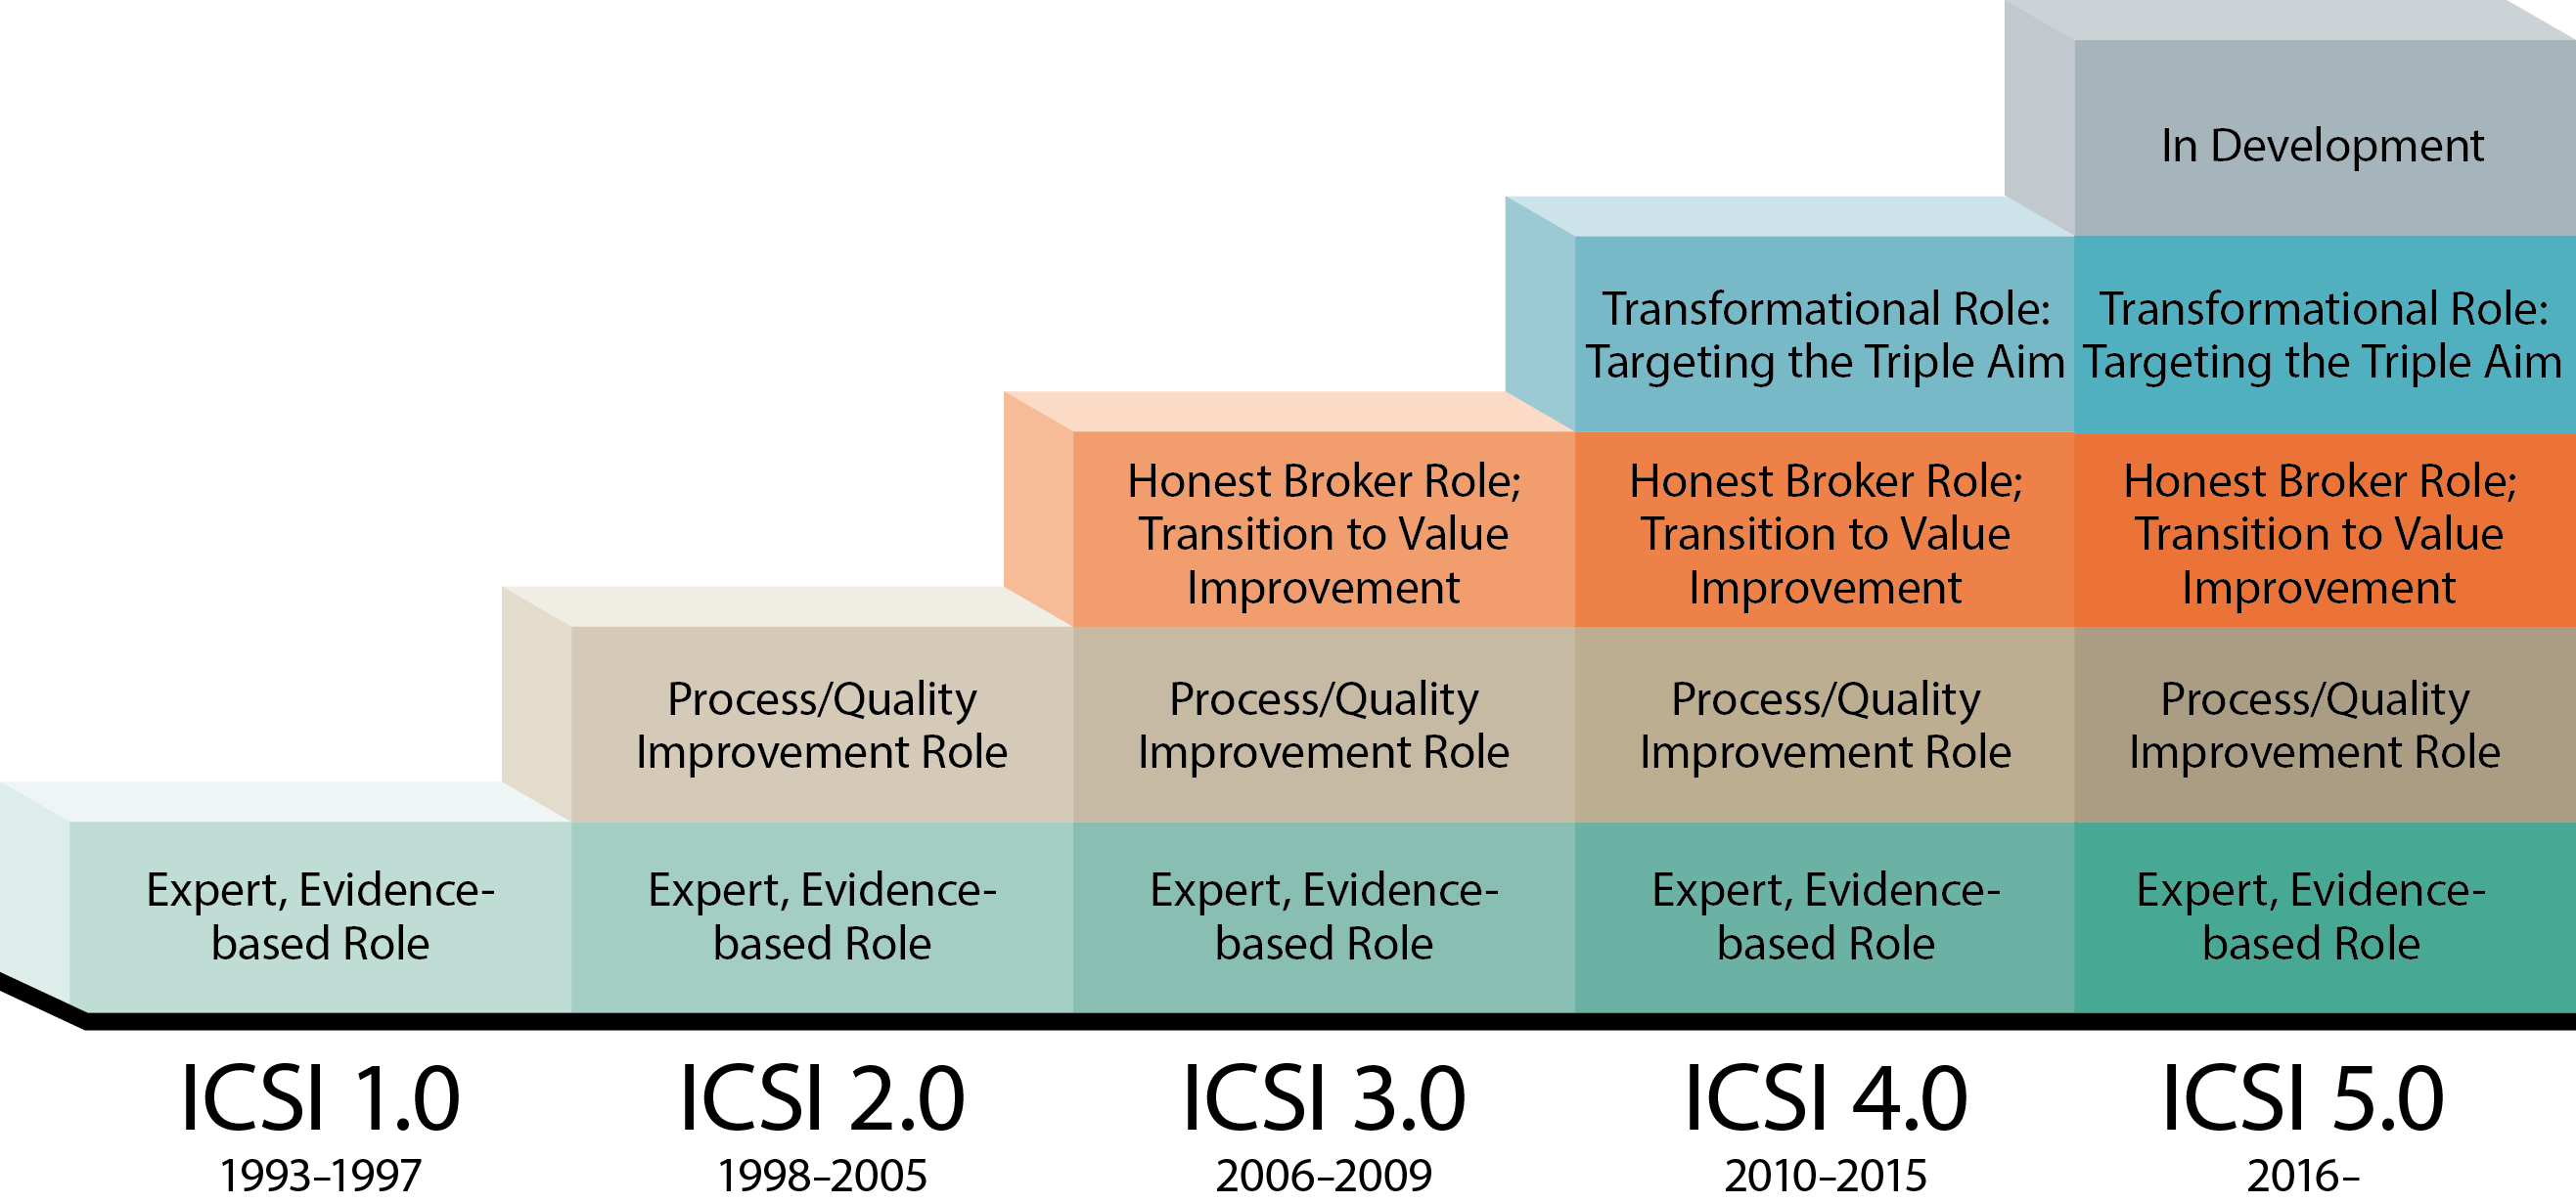 In Development
Transformational Role:
Targeting the Triple Aim
Transformational Role:
Targeting the Triple Aim
Honest Broker Role;
Transition to Value
Improvement
Honest Broker Role;
Transition to Value
Improvement
Honest Broker Role;
Transition to Value
Improvement
Process/Quality
Improvement Role
Process/Quality
Improvement Role
Process/Quality
Improvement Role
Process/Quality
Improvement Role
Expert, Evidence-
based Role
Expert, Evidence-
based Role
Expert, Evidence-
based Role
Expert, Evidence-
based Role
Expert, Evidence-
based Role
ICSI 1.0
1993–1997
ICSI 2.0
1998–2005
ICSI 3.0
2006–2009
ICSI 4.0
2010–2015
ICSI 5.0
2016–